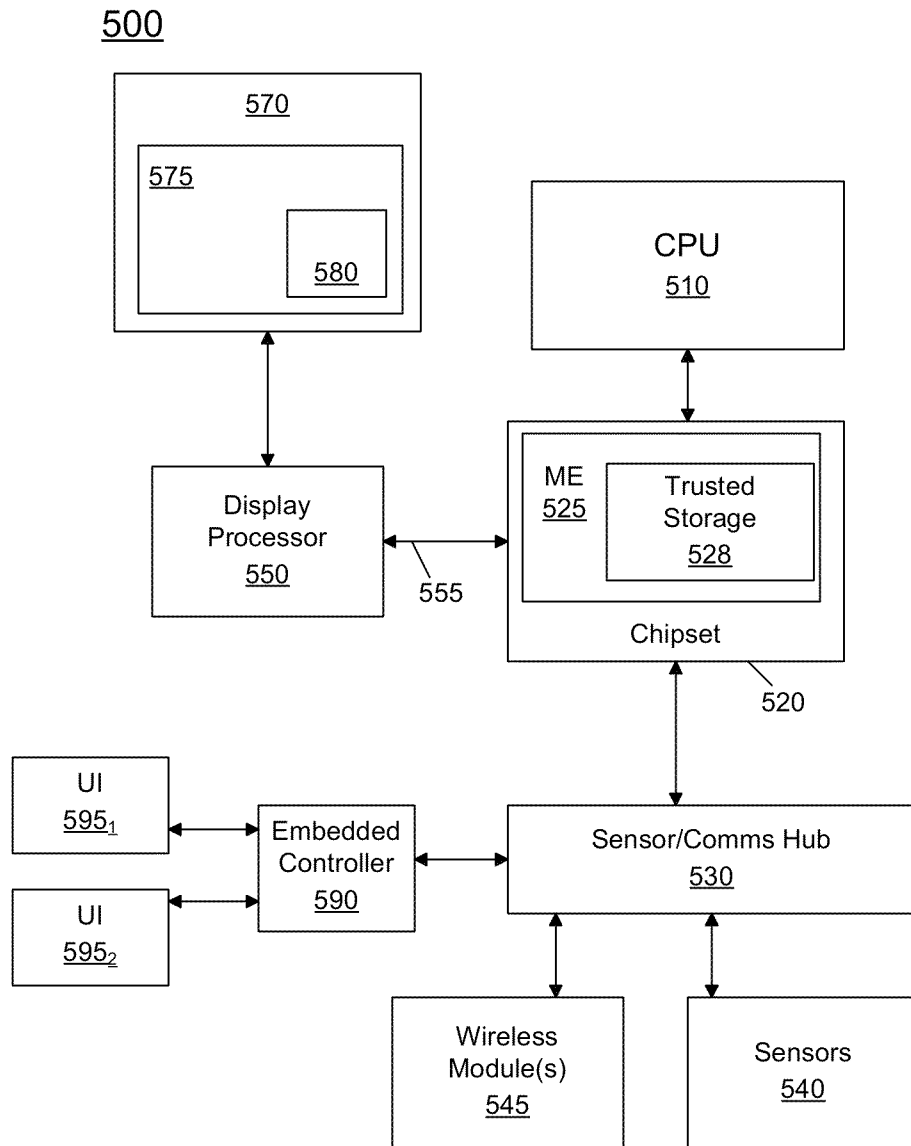 500
570
575
580
CPU
510
ME
525
Trusted
Storage
528
Chipset
520
Display
Processor
550
555
UI
595₁
UI
595₂
Embedded
Controller
590
Sensor/Comms Hub
530
Wireless
Module(s)
545
Sensors
540